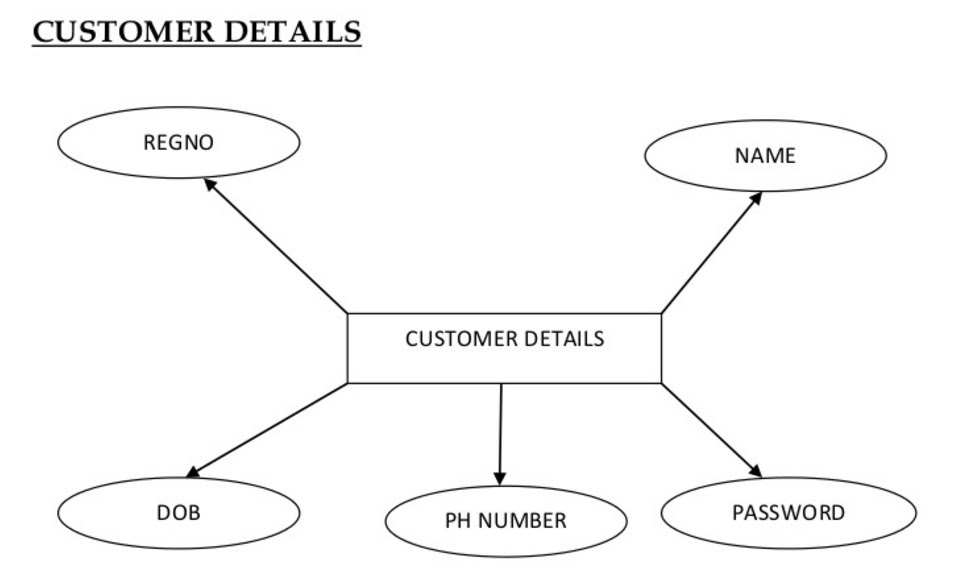 CUSTOMER DETAILS
REGNO
NAME
CUSTOMER DETAILS
DOB
PH NUMBER
PASSWORD